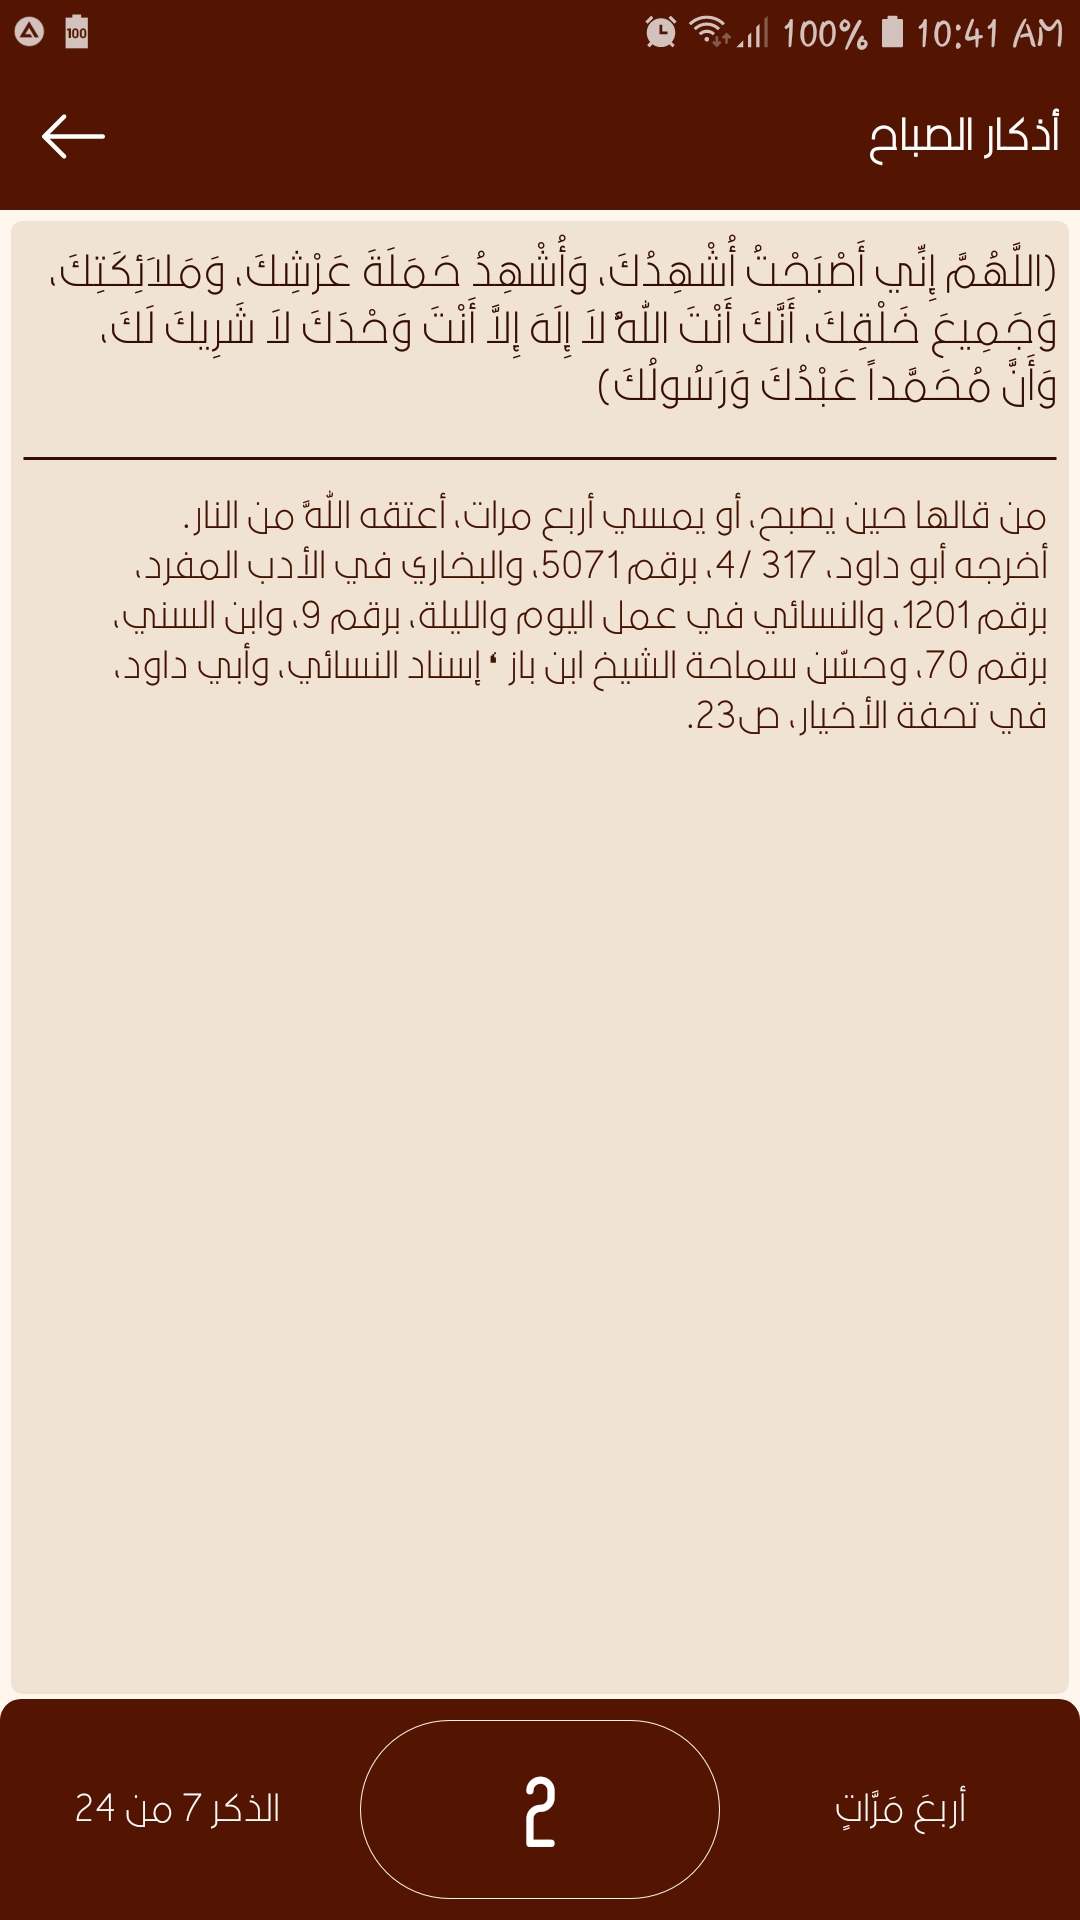 100
100% 10:41 AM
أذكار الصباح
(اللَّهُمَّ إِنِّي أَصْبَحْتُ أُشْهِدُكَ، وَأُشْهِدُ حَمَلَةَ عَرْشِكَ، وَمَلاَئِكَتِكَ،
وَجَمِيعَ خَلْقِكَ، أَنَّكَ أَنْتَ اللَّهُ لَا إِلَهَ إِلاَّ أَنْتَ وَحْدَكَ لاَ شَرِيكَ لَكَ،
وَأَنَّ مُحَمَّداً عَبْدُكَ وَرَسُولُكَ)
من قالها حين يصبح، أو يمسي أربع مرات، أعتقه اللَّه من النار.
أخرجه أبو داود، 317 /4، برقم 5071، والبخاري في الأدب المفرد،
برقم 1201، والنسائي في عمل اليوم والليلة، برقم 9، وابن السني،
برقم 70، وحسّن سماحة الشيخ ابن باز ‘ إسناد النسائي، وأبي داود،
في تحفة الأخيار، ص23.
أربعَ مَرَّاتٍ
2
الذكر 7 من 24